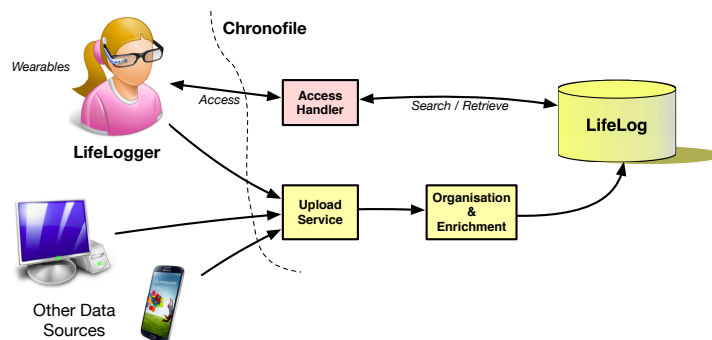 Chronofile
Wearables
LifeLogger
Access
Access
Handler
Search / Retrieve
LifeLog
Upload
Service
Organisation
&
Enrichment
Other Data
Sources